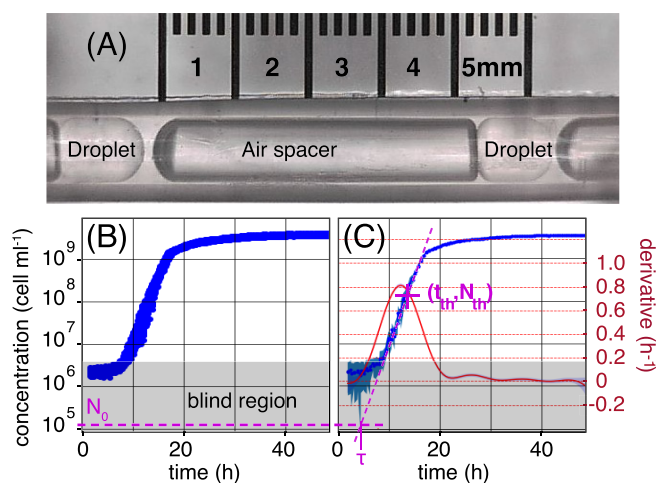 (A)
1 2 3 4 5mm
Droplet Air spacer Droplet
(B) (C)
concentration (cell ml⁻¹)
10⁹
10⁸
10⁷
10⁶
10⁵
N₀
blind region
0 20 40
time (h)
(t_th,N_th)
1.0
0.8
0.6
0.4
0.2
0
-0.2
derivative (h-¹)
0 τ 20 40
time (h)